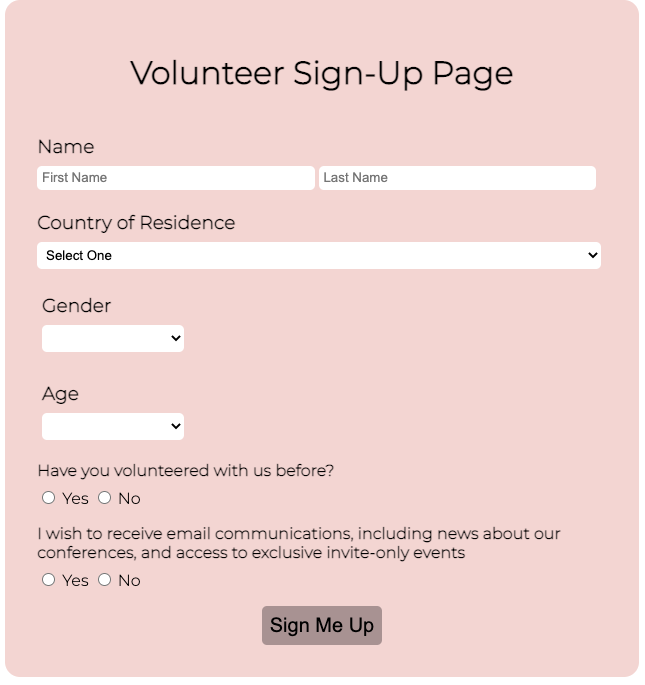 Volunteer Sign-Up Page
Name
First Name Last Name
Country of Residence
Select One
Gender
Age
Have you volunteered with us before?
Yes No
I wish to receive email communications, including news about our
conferences, and access to exclusive invite-only events
Yes No
Sign Me Up